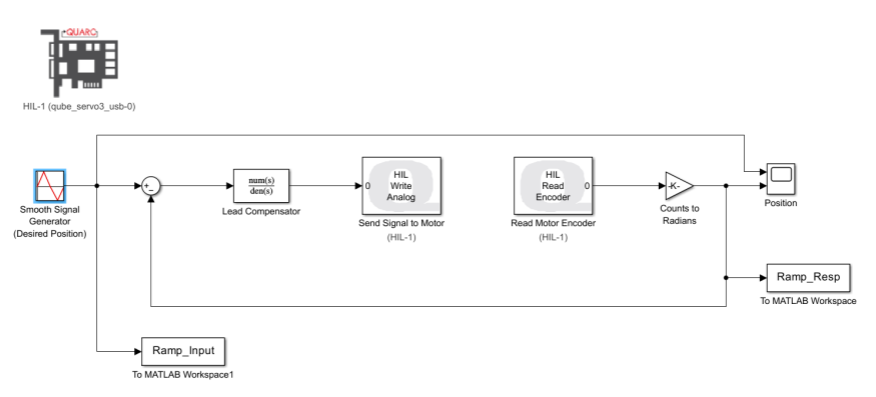 QUARC
HIL-1 (qube_servo3_usb-0)
Smooth Signal
Generator
(Desired Position)
+
-
num(s)
den(s)
Lead Compensator
0
HIL
Write
Analog
Send Signal to Motor
(HIL-1)
HIL
Read
Encoder
0
Read Motor Encoder
(HIL-1)
-K-
Counts to
Radians
Position
Ramp_Resp
To MATLAB Workspace
Ramp_Input
To MATLAB Workspace1